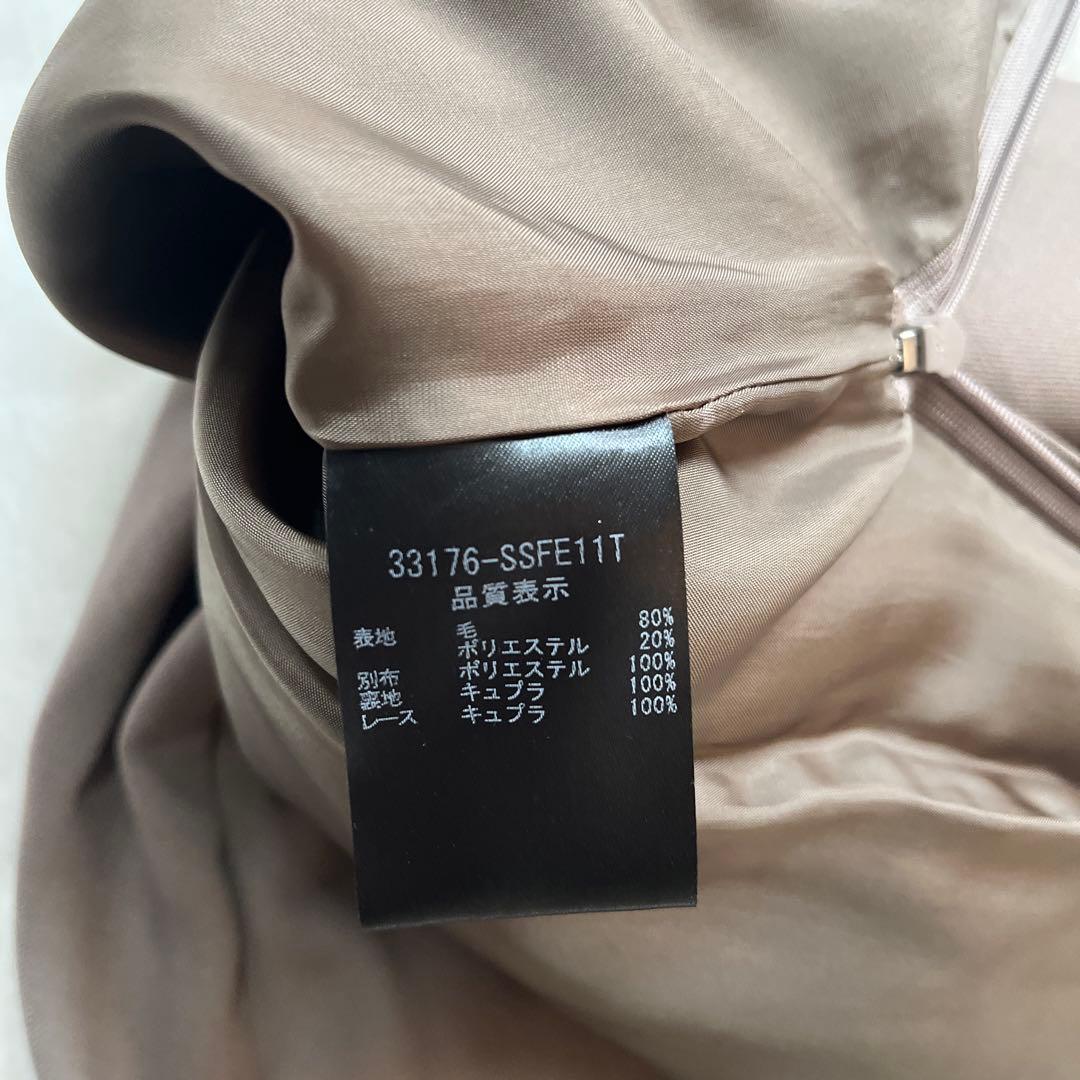 33176-SSFE11T
品質表示
表地 毛 80%
ポリエステル 20%
別布 ポリエステル 100%
裏地 キュプラ 100%
レース キュプラ 100%